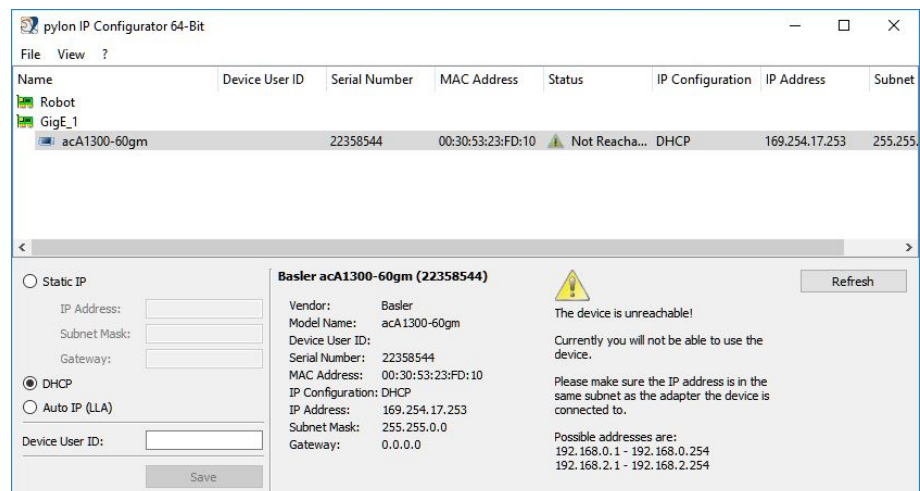 pylon IP Configurator 64-Bit
File View ?
Name Device User ID Serial Number MAC Address Status IP Configuration IP Address Subnet
Robot
GigE_1
acA1300-60gm 22358544 00:30:53:23:FD:10 Not Reacha... DHCP 169.254.17.253 255.255.
Static IP
IP Address:
Subnet Mask:
Gateway:
DHCP
Auto IP (LLA)
Device User ID:
Save
Basler acA1300-60gm (22358544)
Vendor: Basler
Model Name: acA1300-60gm
Device User ID:
Serial Number: 22358544
MAC Address: 00:30:53:23:FD:10
IP Configuration: DHCP
IP Address: 169.254.17.253
Subnet Mask: 255.255.0.0
Gateway: 0.0.0.0
The device is unreachable!
Currently you will not be able to use the
device.
Please make sure the IP address is in the
same subnet as the adapter the device is
connected to.
Possible addresses are:
192.168.0.1 - 192.168.0.254
192.168.2.1 - 192.168.2.254
Refresh